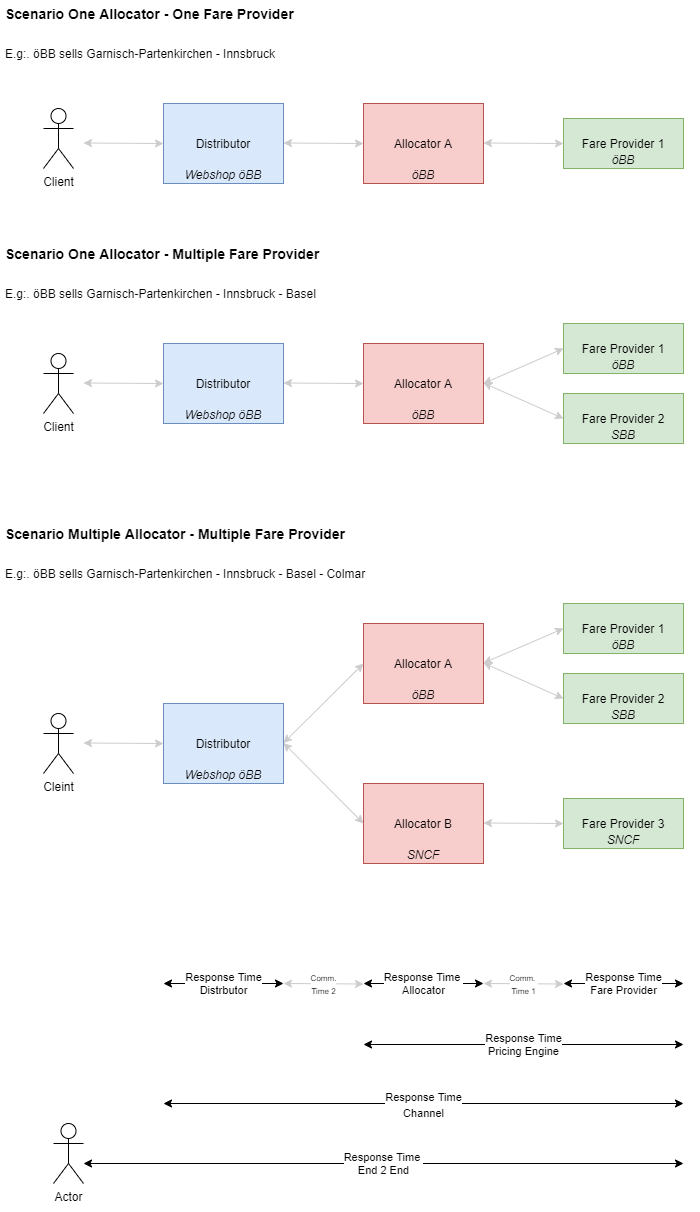 Scenario One Allocator - One Fare Provider
E.g:. öBB sells Garnisch-Partenkirchen - Innsbruck
Distributor
Webshop öBB
Allocator A
öBB
Fare Provider 1
öBB
Client
Scenario One Allocator - Multiple Fare Provider
E.g:. öBB sells Garnisch-Partenkirchen - Innsbruck - Basel
Fare Provider 1
öBB
Distributor
Webshop öBB
Allocator A
öBB
Fare Provider 2
SBB
Client
Scenario Multiple Allocator - Multiple Fare Provider
E.g:. öBB sells Garnisch-Partenkirchen - Innsbruck - Basel - Colmar
Fare Provider 1
öBB
Allocator A
öBB
Fare Provider 2
SBB
Distributor
Webshop öBB
Cleint
Allocator B
SNCF
Fare Provider 3
SNCF
Response Time
Distrbutor
Comm.
Time 2
Response Time
Allocator
Comm.
Time 1
Response Time
Fare Provider
Response Time
Pricing Engine
Response Time
Channel
Response Time
End 2 End
Actor